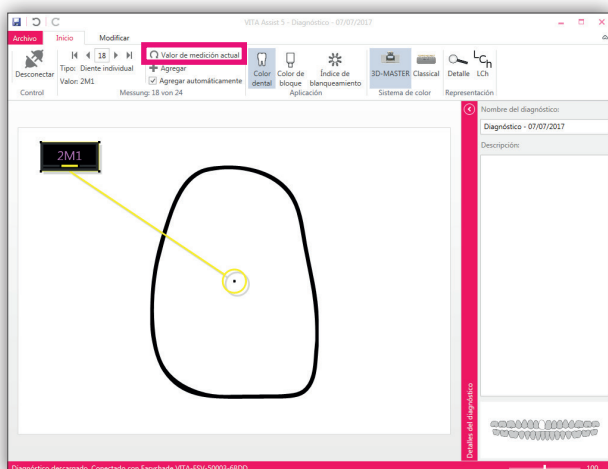 VITA Assist 5 - Diagnóstico - 07/07/2017
Archivo Inicio Modificar
18
Valor de medición actual
Tipo: Diente individual
Agregar
Valor: 2M1
Agregar automáticamente
Desconectar
Color dental
Color de bloque
Índice de blanqueamiento
3D-MASTER
Classical
Detalle
LCh
LCh
Control
Messung: 18 von 24
Aplicación
Sistema de color
Representación
Nombre del diagnóstico:
Diagnóstico - 07/07/2017
Descripción:
2M1
Detalles del diagnóstico
Diagnóstico descargado. Conectado con Easyshade VITA-ESV-50003-6BDD
100